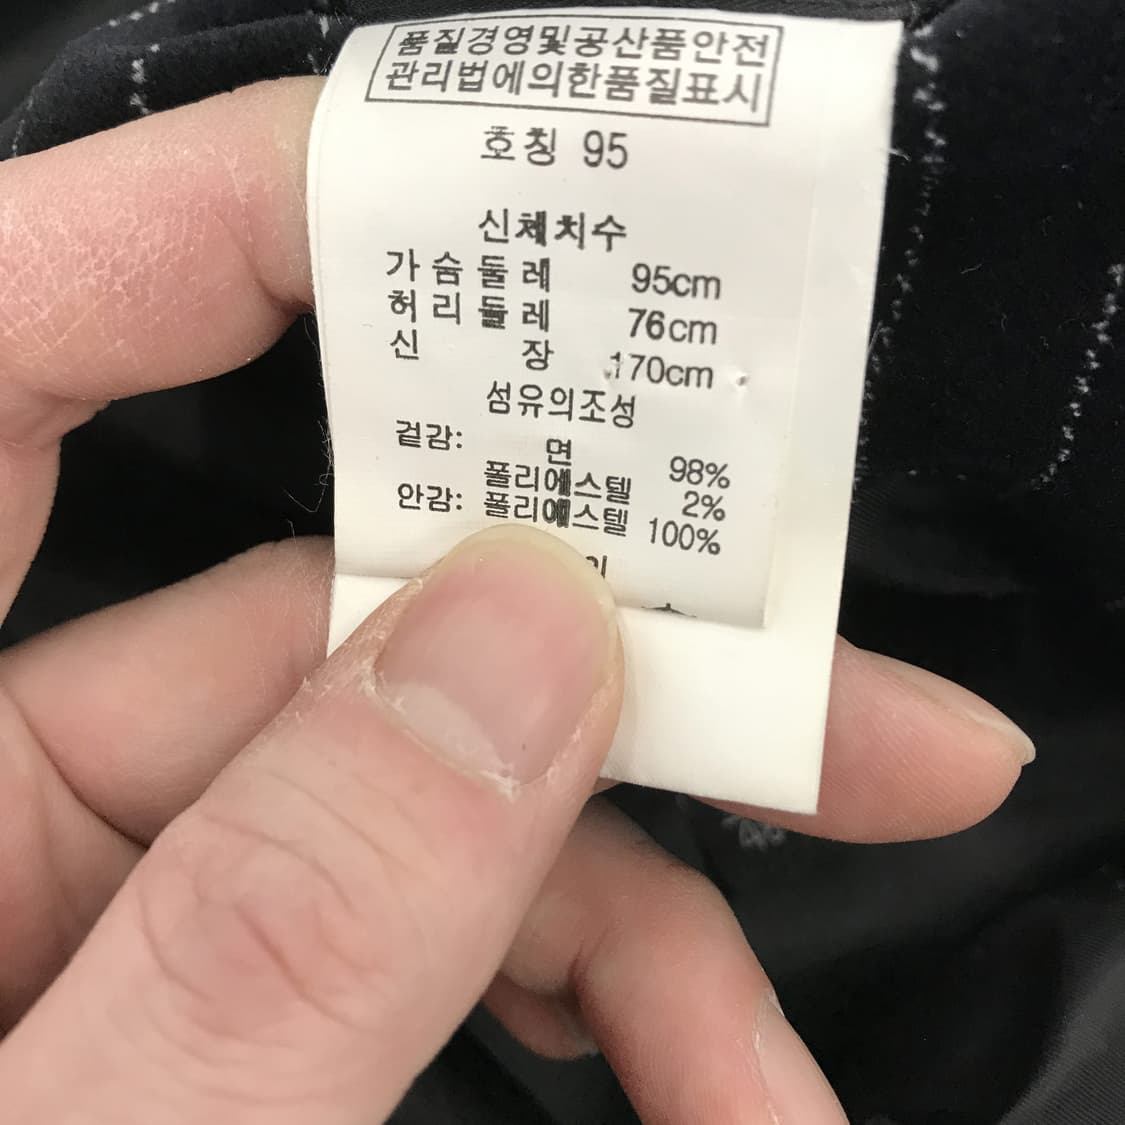 품질경영및공산품안전
관리법에의한품질표시
호칭 95
신체치수
가슴둘레 95cm
허리둘레 76cm
신장 170cm
섬유의조성
겉감: 면 98%
폴리에스텔 2%
안감: 폴리에스텔 100%